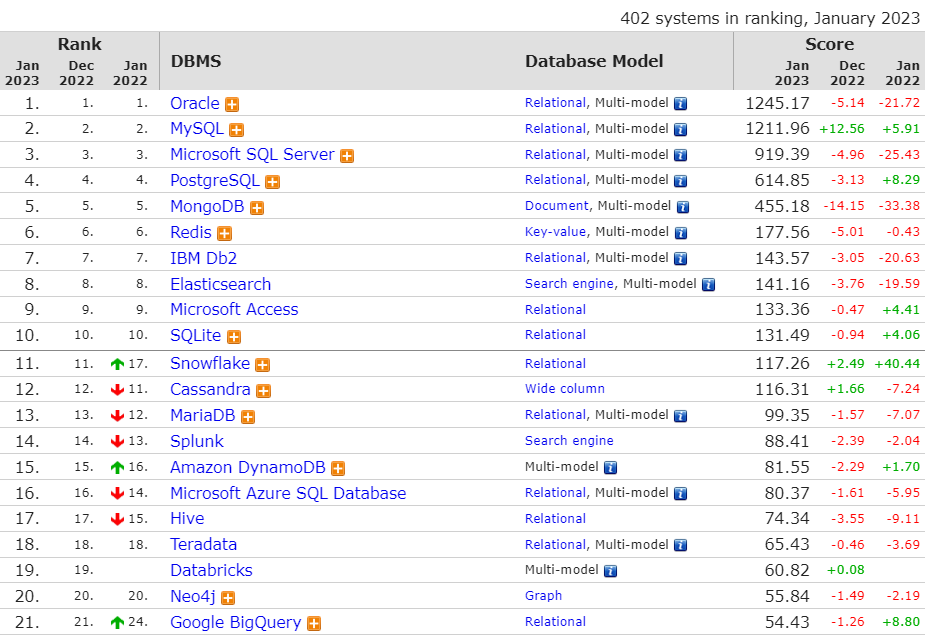 402 systems in ranking, January 2023
Rank DBMS Database Model Score
Jan 2023 Dec 2022 Jan 2022 Jan 2023 Dec 2022 Jan 2022
1. 1. 1. Oracle Relational, Multi-model 1245.17 -5.14 -21.72
2. 2. 2. MySQL Relational, Multi-model 1211.96 +12.56 +5.91
3. 3. 3. Microsoft SQL Server Relational, Multi-model 919.39 -4.96 -25.43
4. 4. 4. PostgreSQL Relational, Multi-model 614.85 -3.13 +8.29
5. 5. 5. MongoDB Document, Multi-model 455.18 -14.15 -33.38
6. 6. 6. Redis Key-value, Multi-model 177.56 -5.01 -0.43
7. 7. 7. IBM Db2 Relational, Multi-model 143.57 -3.05 -20.63
8. 8. 8. Elasticsearch Search engine, Multi-model 141.16 -3.76 -19.59
9. 9. 9. Microsoft Access Relational 133.36 -0.47 +4.41
10. 10. 10. SQLite Relational 131.49 -0.94 +4.06
11. 11. 17. Snowflake Relational 117.26 +2.49 +40.44
12. 12. 11. Cassandra Wide column 116.31 +1.66 -7.24
13. 13. 12. MariaDB Relational, Multi-model 99.35 -1.57 -7.07
14. 14. 13. Splunk Search engine 88.41 -2.39 -2.04
15. 15. 16. Amazon DynamoDB Multi-model 81.55 -2.29 +1.70
16. 16. 14. Microsoft Azure SQL Database Relational, Multi-model 80.37 -1.61 -5.95
17. 17. 15. Hive Relational 74.34 -3.55 -9.11
18. 18. 18. Teradata Relational, Multi-model 65.43 -0.46 -3.69
19. 19. Databricks Multi-model 60.82 +0.08
20. 20. 20. Neo4j Graph 55.84 -1.49 -2.19
21. 21. 24. Google BigQuery Relational 54.43 -1.26 +8.80